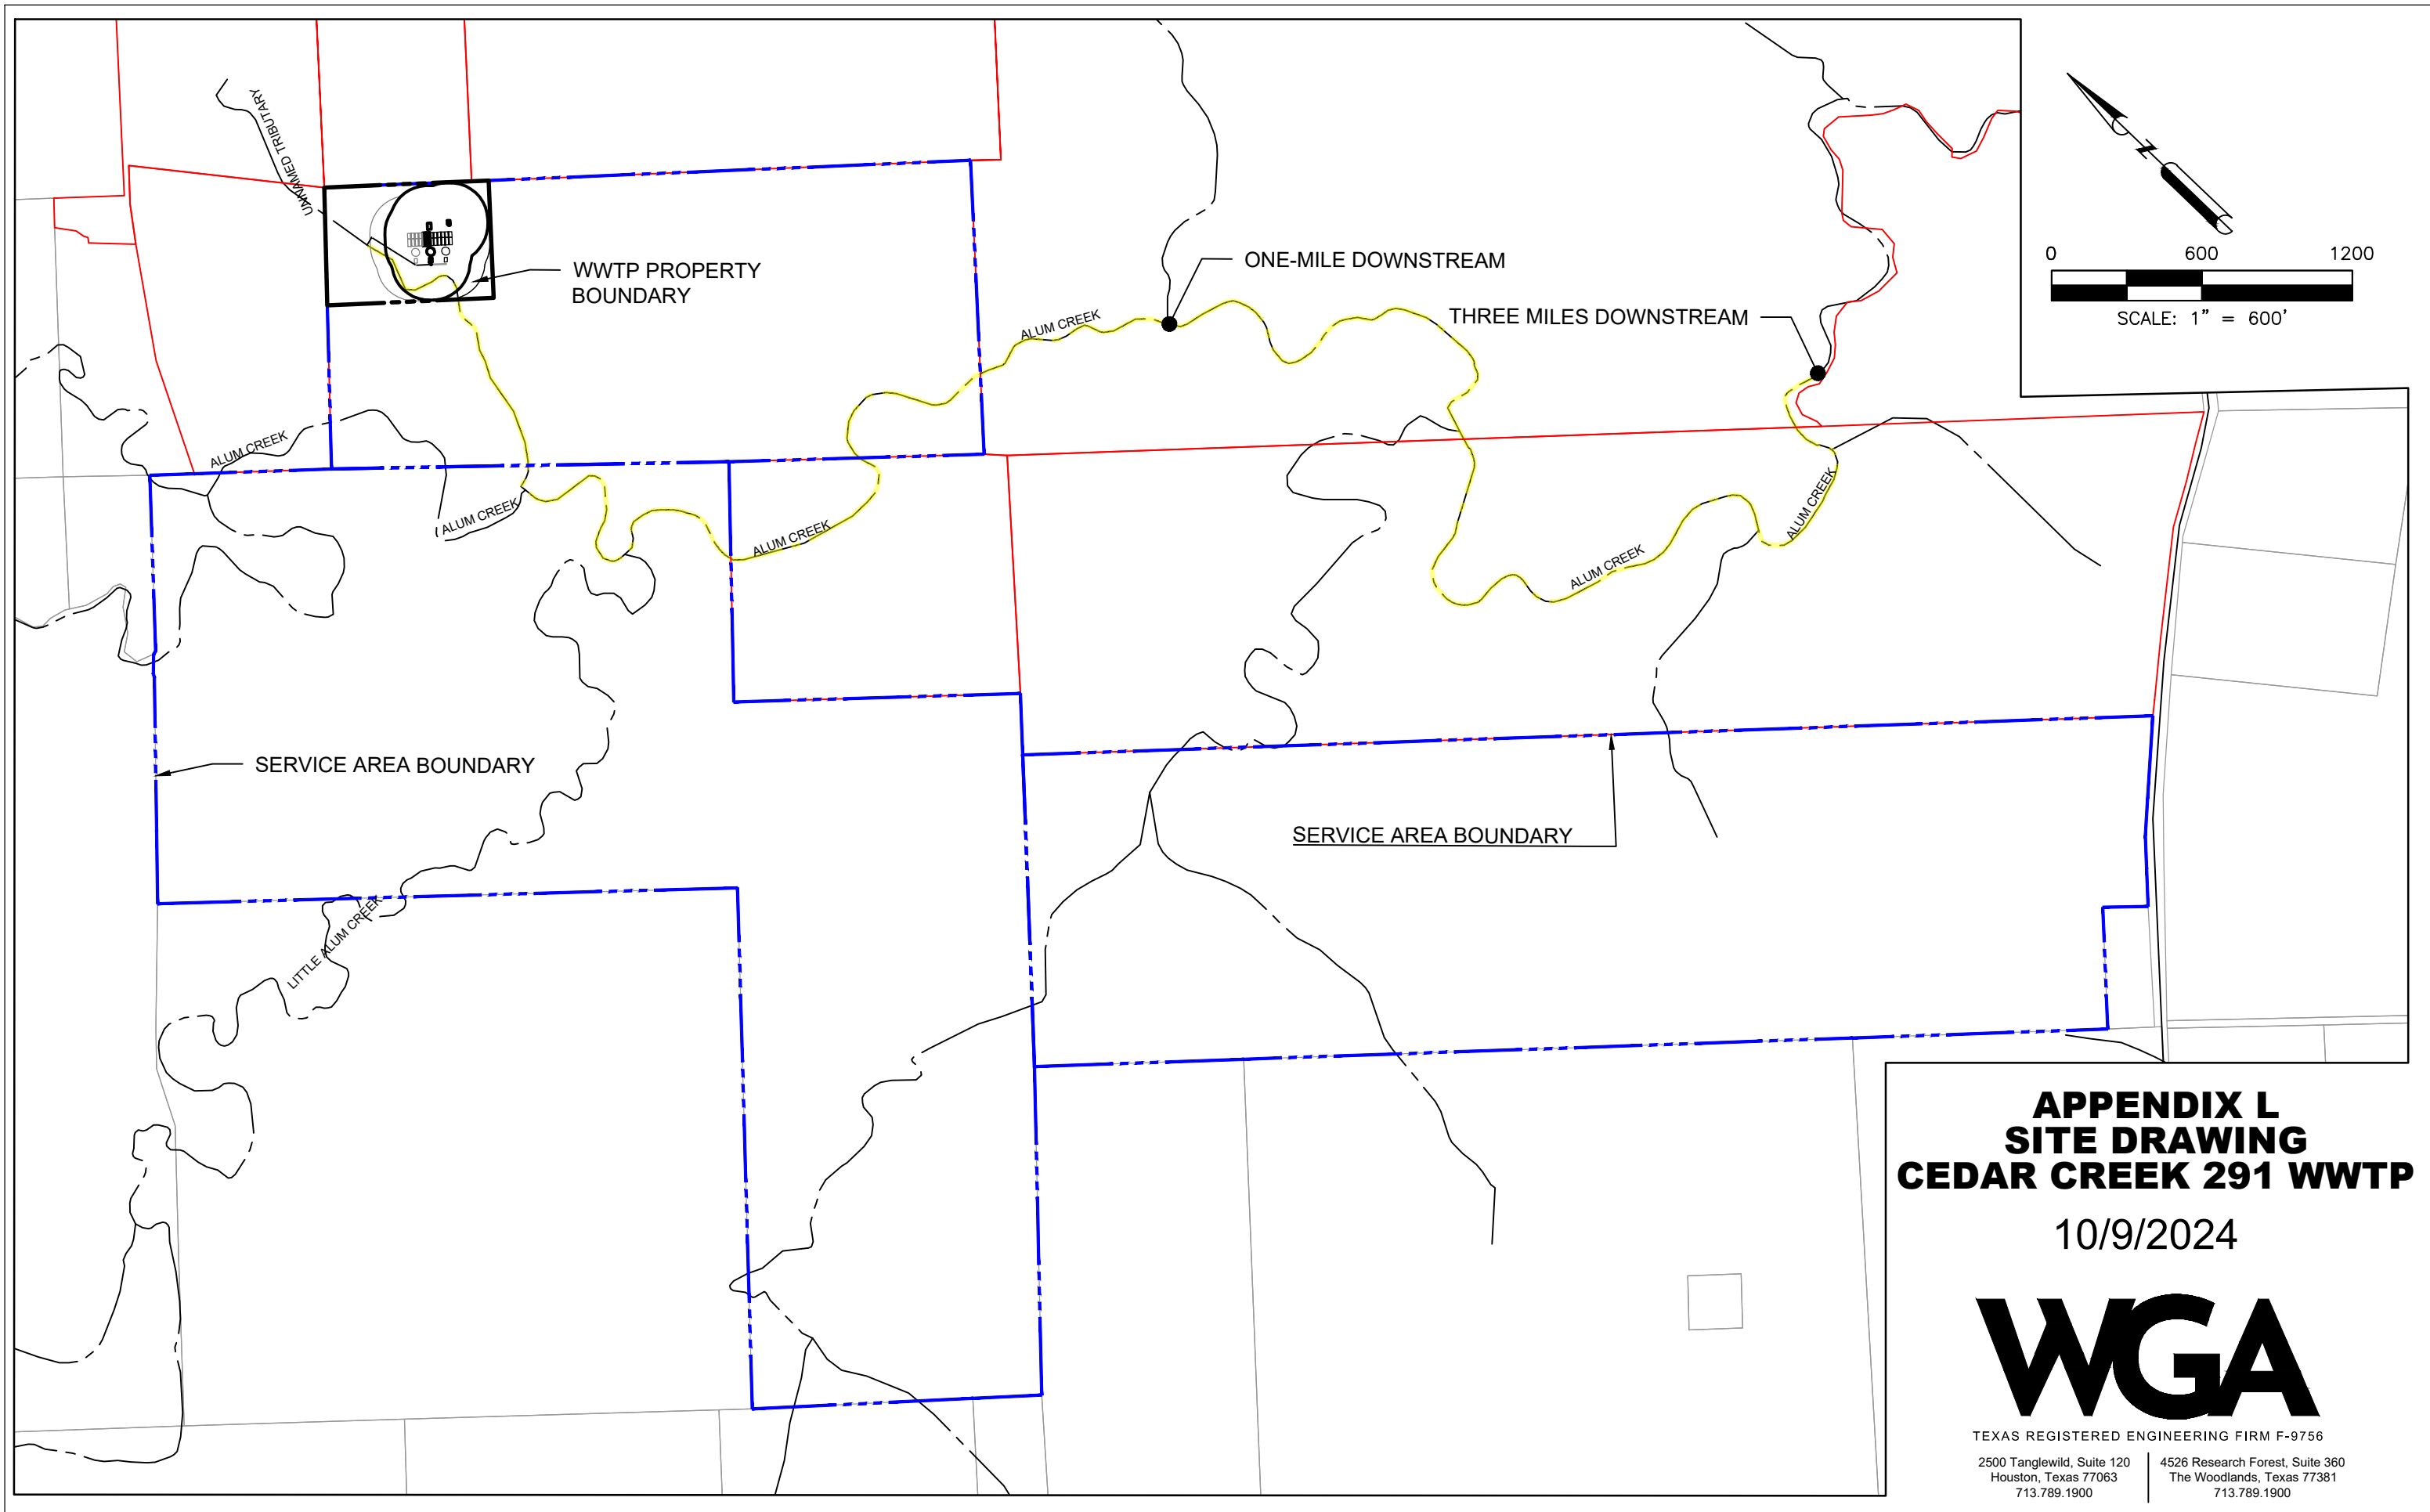 UNNAMED TRIBUTARY
WWTP PROPERTY
BOUNDARY
ONE-MILE DOWNSTREAM
THREE MILES DOWNSTREAM
N
0 600 1200
SCALE: 1" = 600'
ALUM CREEK
ALUM CREEK
ALUM CREEK
ALUM CREEK
ALUM CREEK
ALUM CREEK
SERVICE AREA BOUNDARY
SERVICE AREA BOUNDARY
LITTLE ALUM CREEK
APPENDIX L
SITE DRAWING
CEDAR CREEK 291 WWTP
10/9/2024
WGA
TEXAS REGISTERED ENGINEERING FIRM F-9756
2500 Tanglewild, Suite 120
Houston, Texas 77063
713.789.1900
4526 Research Forest, Suite 360
The Woodlands, Texas 77381
713.789.1900